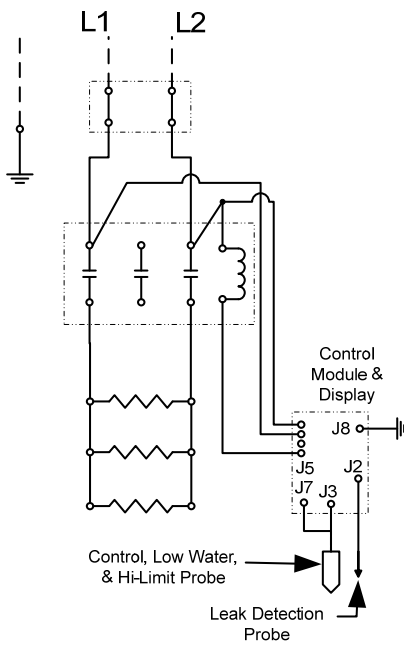 L1 L2
Control
Module &
Display
J8
J5
J2
J7 J3
Control, Low Water,
& Hi-Limit Probe
Leak Detection
Probe